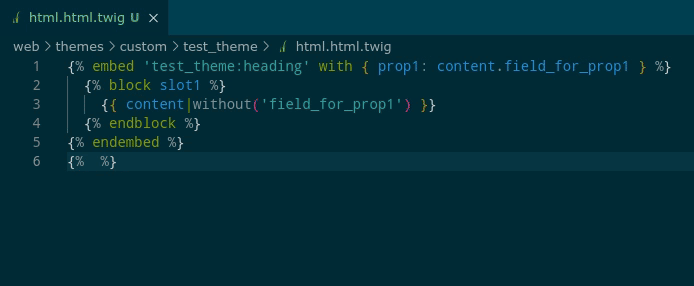 html.html.twig U ×
web > themes > custom > test_theme > html.html.twig
1 {% embed 'test_theme:heading' with { prop1: content.field_for_prop1 } %}
2 {% block slot1 %}
3 {{ content|without('field_for_prop1') }}
4 {% endblock %}
5 {% endembed %}
6 {%  %}